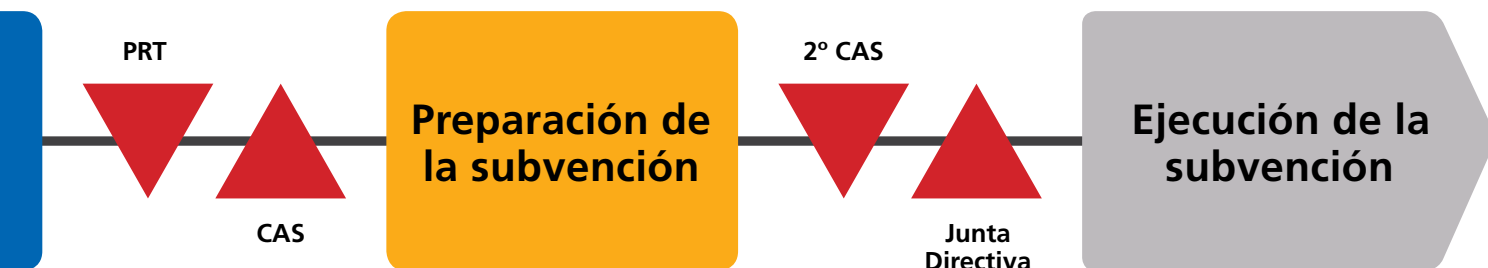 PRT
CAS
Preparación de
la subvención
2º CAS
Junta
Directiva
Ejecución de la
subvención